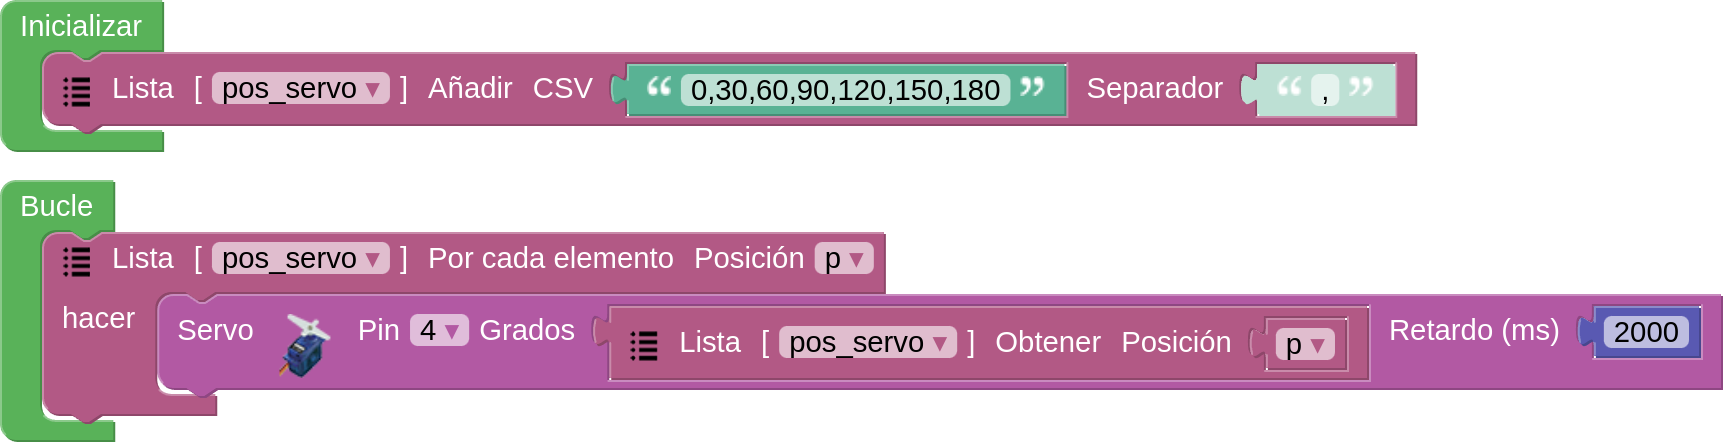 Inicializar
Lista [ pos_servo ▾ ] Añadir CSV “ 0,30,60,90,120,150,180 ” Separador “ , ”
Bucle
Lista [ pos_servo ▾ ] Por cada elemento Posición p ▾
hacer Servo Pin 4 ▾ Grados Lista [ pos_servo ▾ ] Obtener Posición p ▾ Retardo (ms) 2000